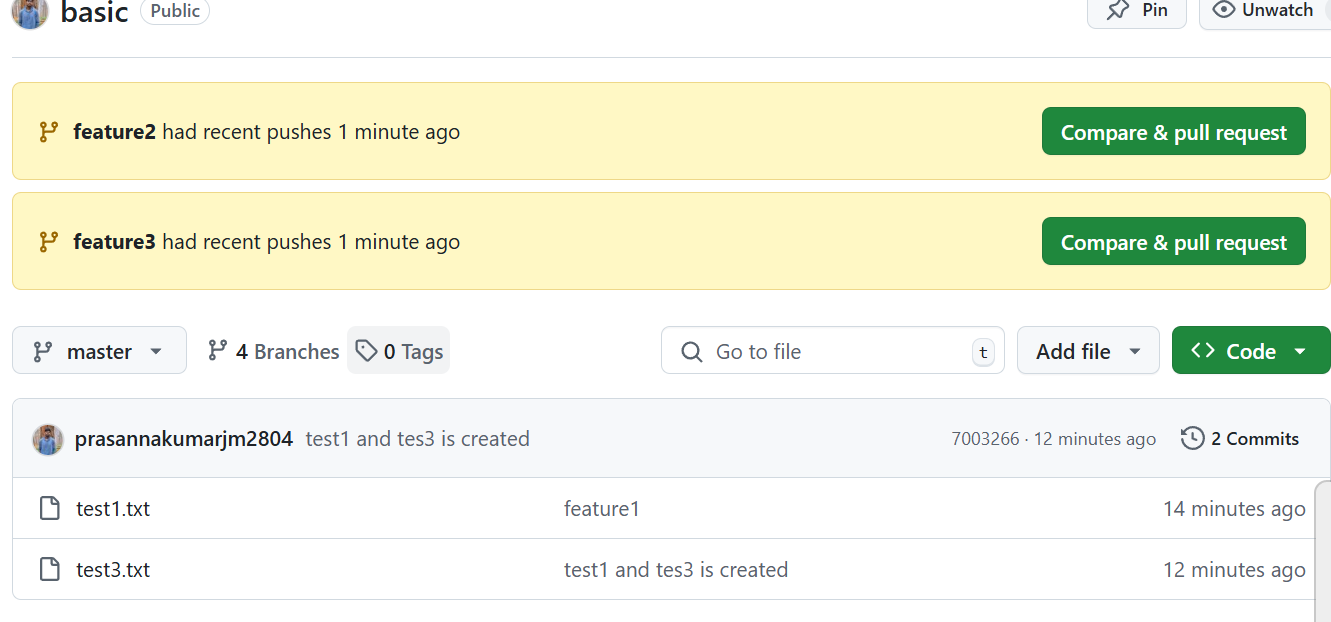 basic Public Pin Unwatch
feature2 had recent pushes 1 minute ago Compare & pull request
feature3 had recent pushes 1 minute ago Compare & pull request
master 4 Branches 0 Tags Go to file t Add file Code
prasannakumarjm2804 test1 and tes3 is created 7003266 · 12 minutes ago 2 Commits
test1.txt feature1 14 minutes ago
test3.txt test1 and tes3 is created 12 minutes ago